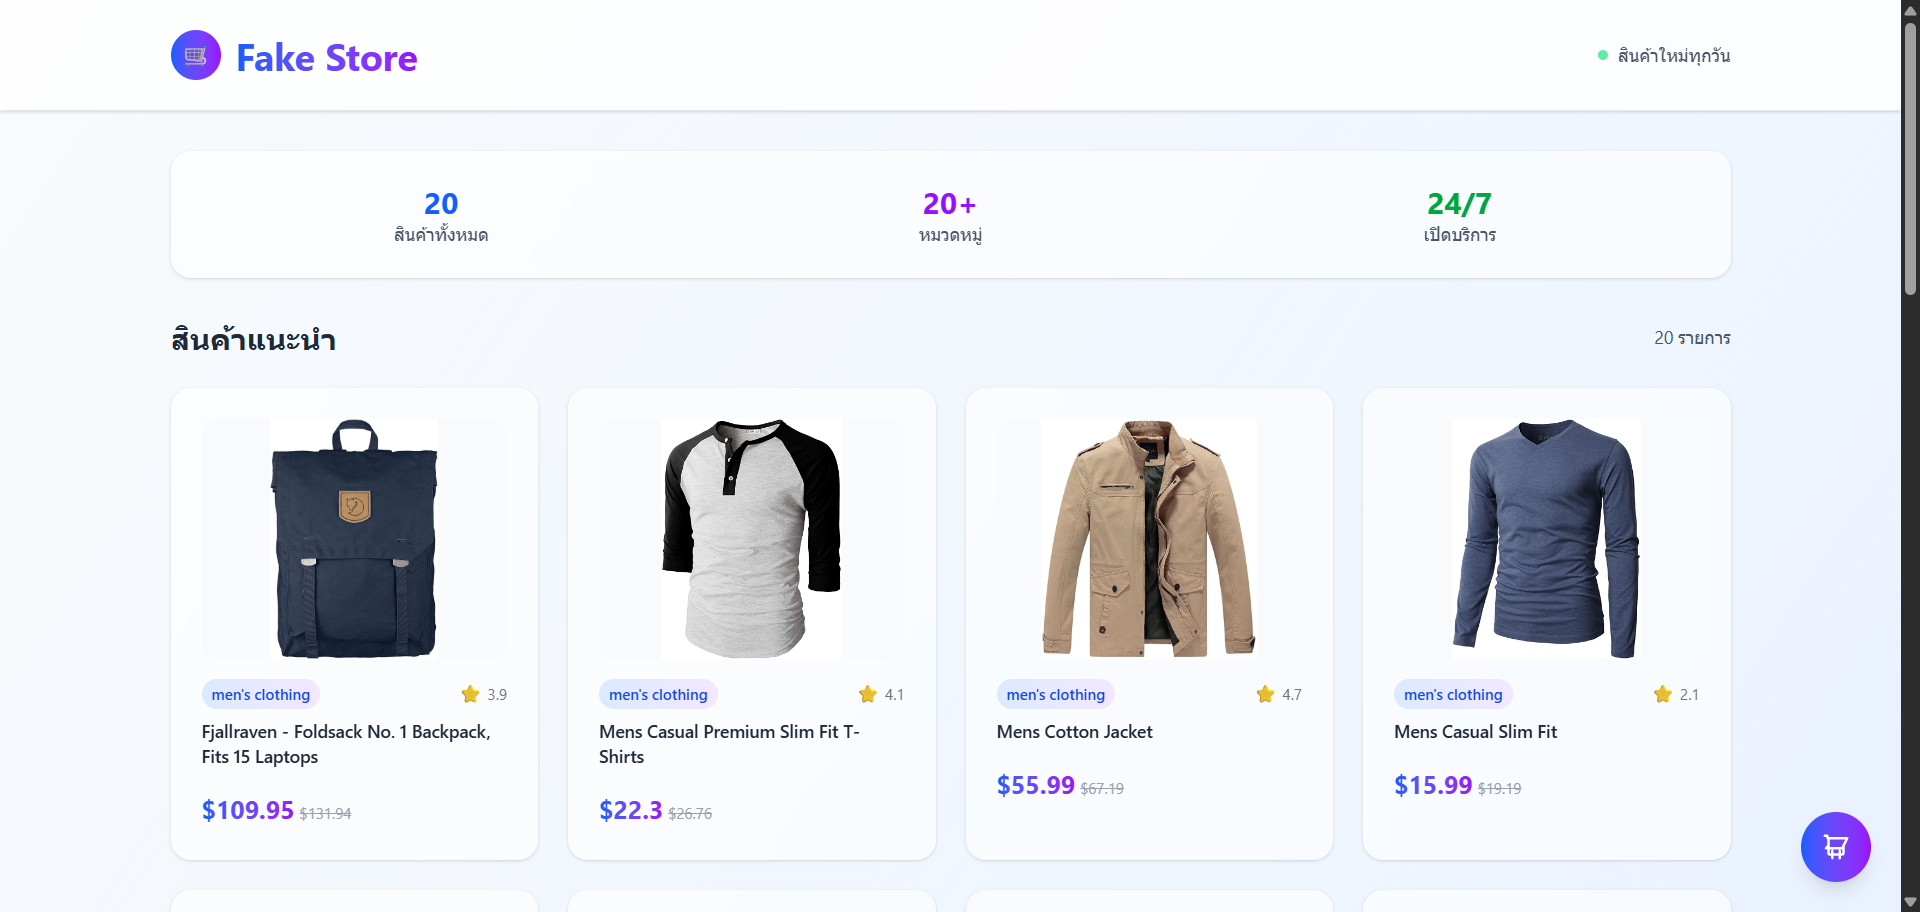 Fake Store
สินค้าใหม่ทุกวัน
20
สินค้าทั้งหมด
20+
หมวดหมู่
24/7
เปิดบริการ
สินค้าแนะนำ
20 รายการ
men's clothing
3.9
Fjallraven - Foldsack No. 1 Backpack,
Fits 15 Laptops
$109.95 $131.94
men's clothing
4.1
Mens Casual Premium Slim Fit T-
Shirts
$22.3 $26.76
men's clothing
4.7
Mens Cotton Jacket
$55.99 $67.19
men's clothing
2.1
Mens Casual Slim Fit
$15.99 $19.19